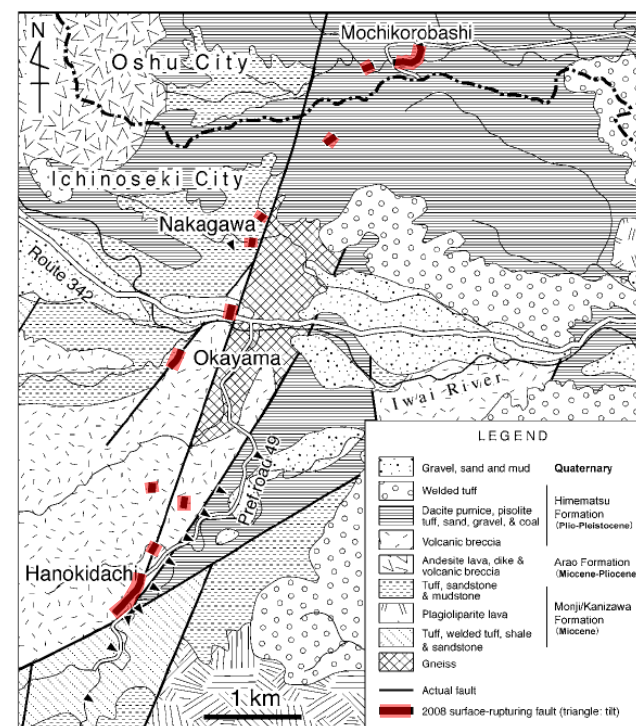 N
Mochikorobashi
Oshu City
Ichinoseki City
Nakagawa
Route 342
Okayama
Iwai River
Pref.road 49
Hanokidachi
1 km
LEGEND
Gravel, sand and mud Quaternary
Welded tuff
Dacite pumice, pisolite
tuff, sand, gravel, & coal
Himematsu
Formation
(Plio-Pleistocene)
Volcanic breccia
Andesite lava, dike &
volcanic breccia
Arao Formation
(Miocene-Pliocene)
Tuff, sandstone
& mudstone
Plagioliparite lava
Monji/Kanizawa
Formation
(Miocene)
Tuff, welded tuff, shale
& sandstone
Gneiss
Actual fault
2008 surface-rupturing fault (triangle: tilt)